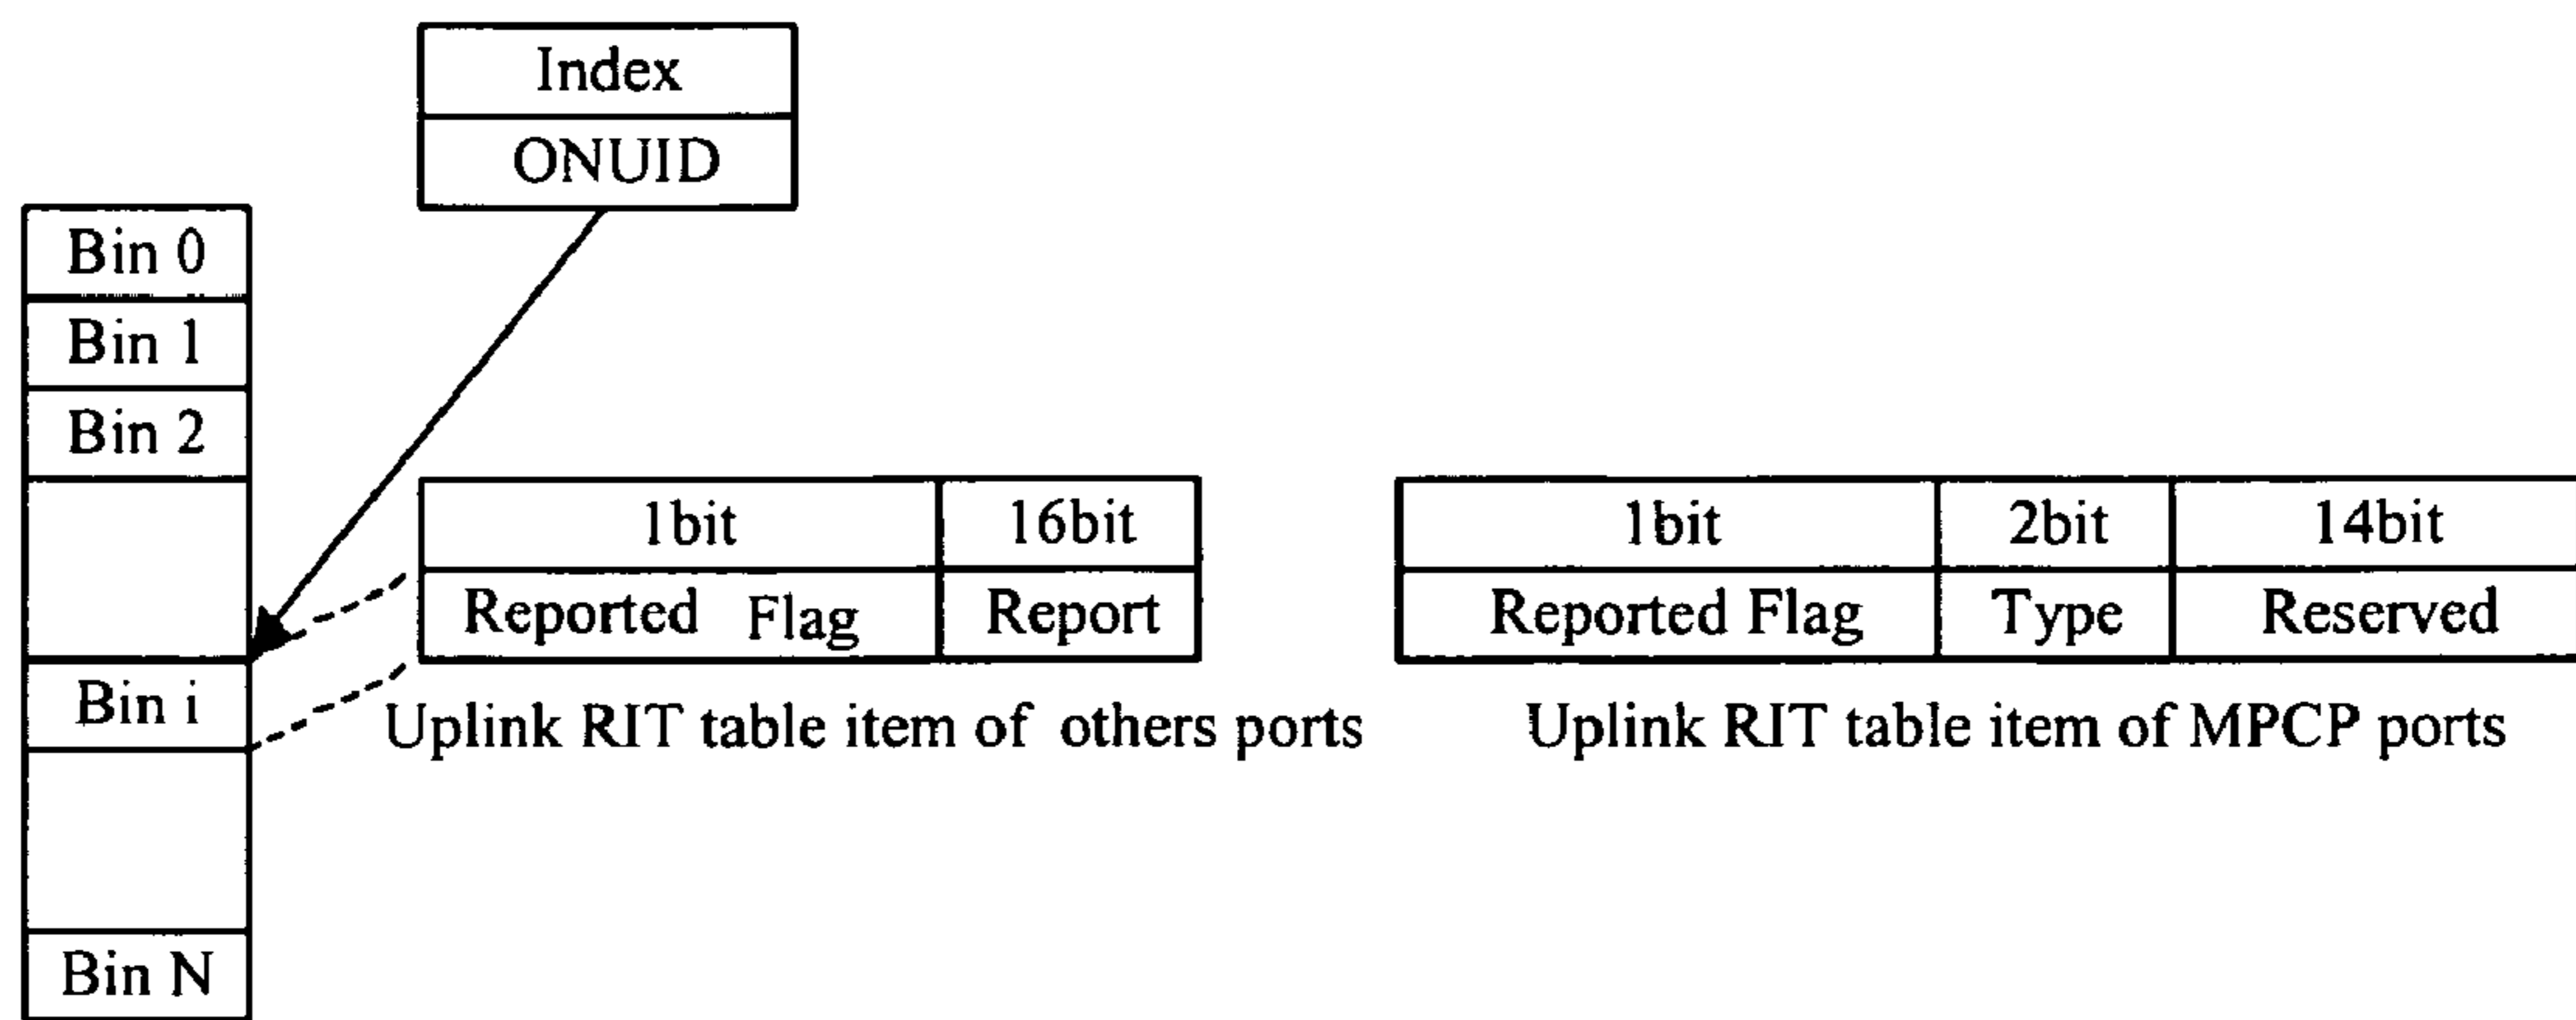 Index
ONUID
Bin 0
Bin 1
Bin 2
Bin i
Bin N
1bit 16bit
Reported Flag Report
Uplink RIT table item of others ports
1bit 2bit 14bit
Reported Flag Type Reserved
Uplink RIT table item of MPCP ports